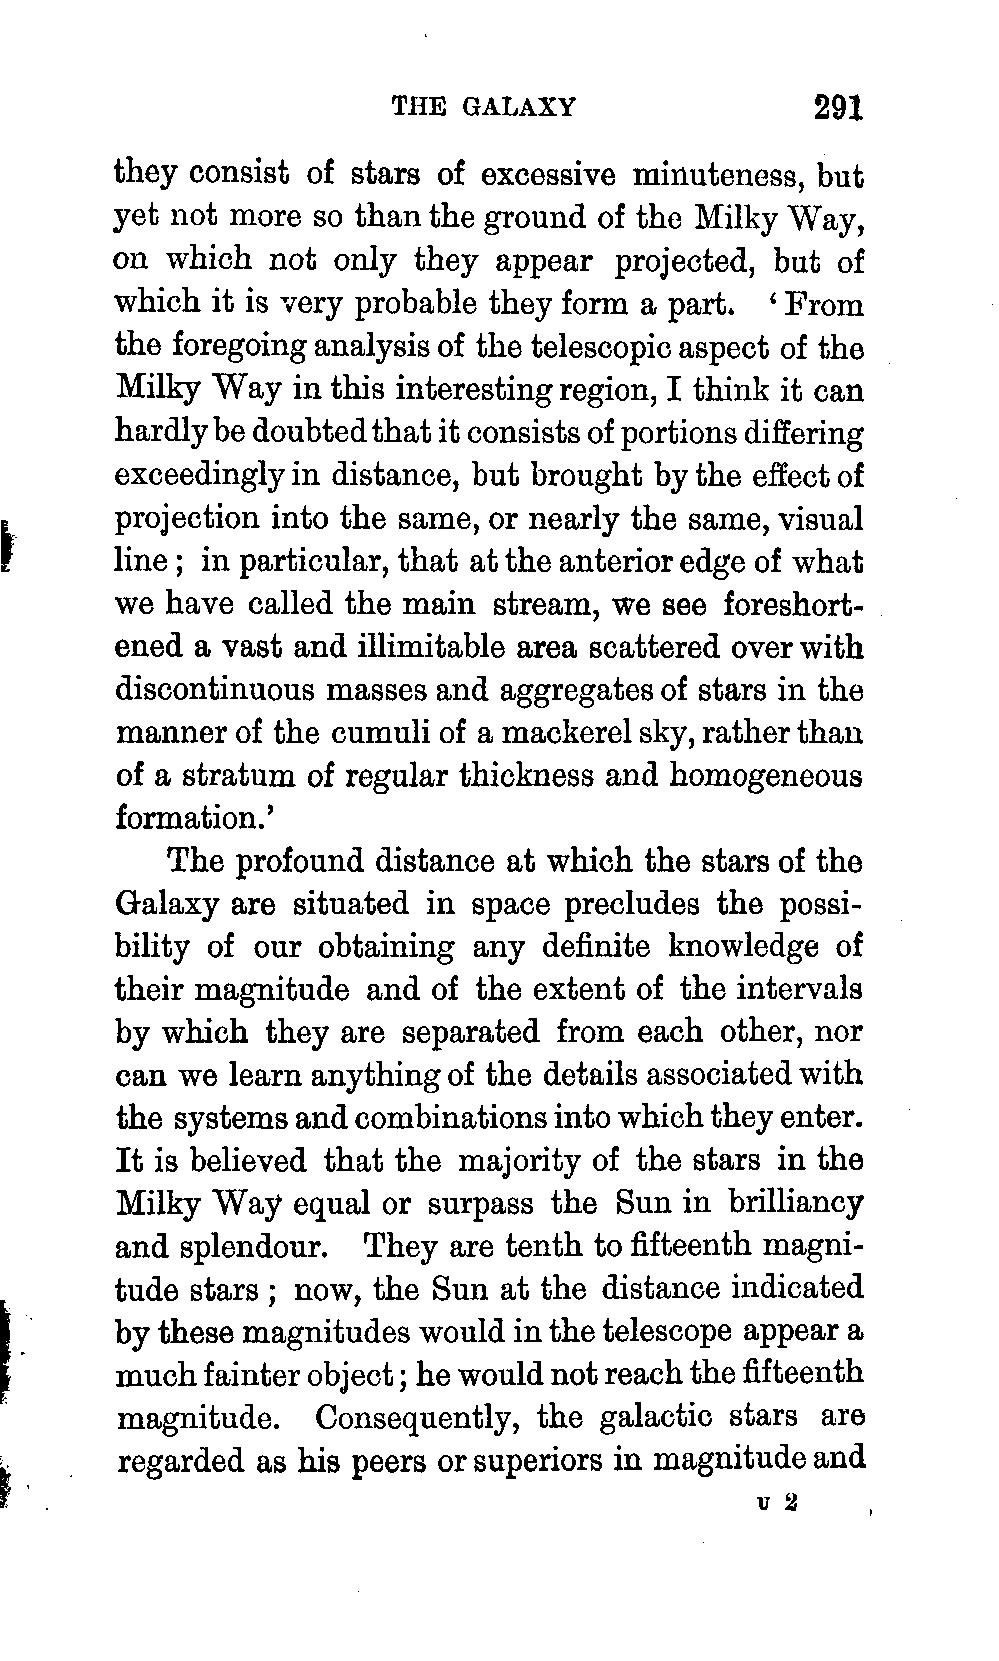 THE GALAXY 291
they consist of stars of excessive minuteness, but
yet not more so than the ground of the Milky Way,
on which not only they appear projected, but of
which it is very probable they form a part. ‘From
the foregoing analysis of the telescopic aspect of the
Milky Way in this interesting region, I think it can
hardly be doubted that it consists of portions differing
exceedingly in distance, but brought by the effect of
projection into the same, or nearly the same, visual
line; in particular, that at the anterior edge of what
we have called the main stream, we see foreshort-
ened a vast and illimitable area scattered over with
discontinuous masses and aggregates of stars in the
manner of the cumuli of a mackerel sky, rather than
of a stratum of regular thickness and homogeneous
formation.’
The profound distance at which the stars of the
Galaxy are situated in space precludes the possi-
bility of our obtaining any definite knowledge of
their magnitude and of the extent of the intervals
by which they are separated from each other, nor
can we learn anything of the details associated with
the systems and combinations into which they enter.
It is believed that the majority of the stars in the
Milky Way equal or surpass the Sun in brilliancy
and splendour. They are tenth to fifteenth magni-
tude stars; now, the Sun at the distance indicated
by these magnitudes would in the telescope appear a
much fainter object; he would not reach the fifteenth
magnitude. Consequently, the galactic stars are
regarded as his peers or superiors in magnitude and
U 2